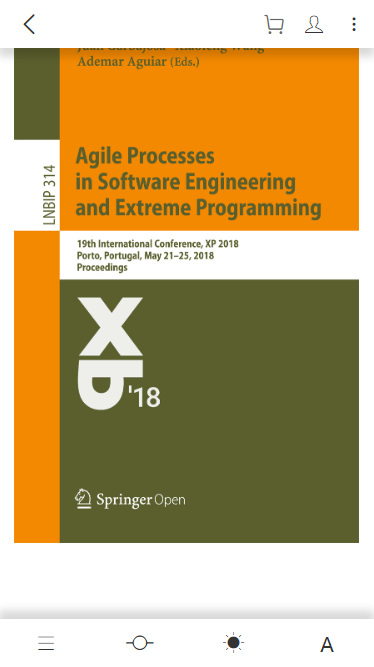 Ademar Aguiar (Eds.)
LNBIP 314
Agile Processes
in Software Engineering
and Extreme Programming
19th International Conference, XP 2018
Porto, Portugal, May 21–25, 2018
Proceedings
XP
'18
Springer Open
A